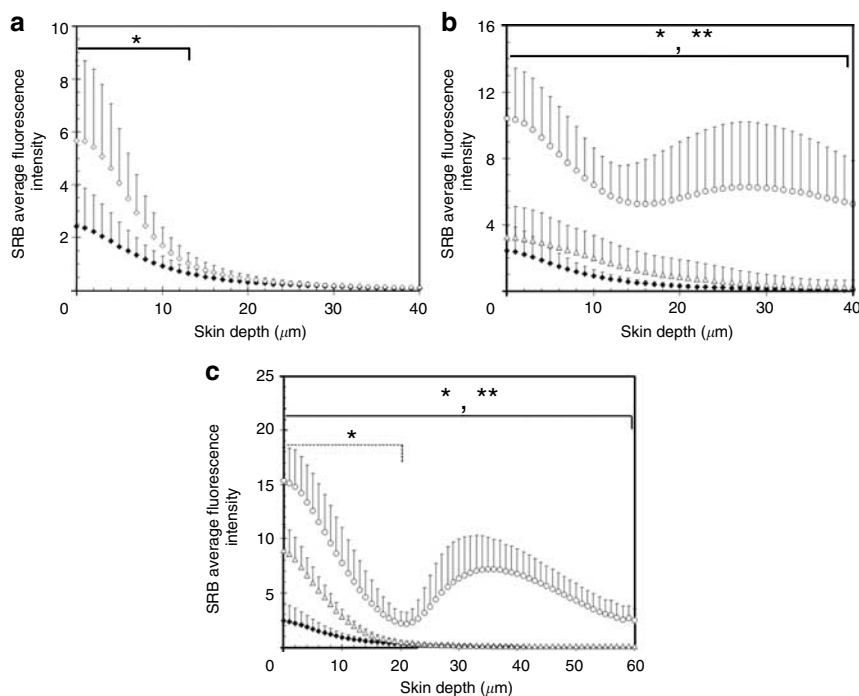 a
10
8
6
4
2
0
*
SRB average fluorescence
intensity
0 10 20 30 40
Skin depth (μm)
b
16
12
8
4
* , **
SRB average fluorescence
intensity
0 10 20 30 40
Skin depth (μm)
c
25
20
15
10
5
* , **
*
SRB average fluorescence
intensity
0 10 20 30 40 50 60
Skin depth (μm)